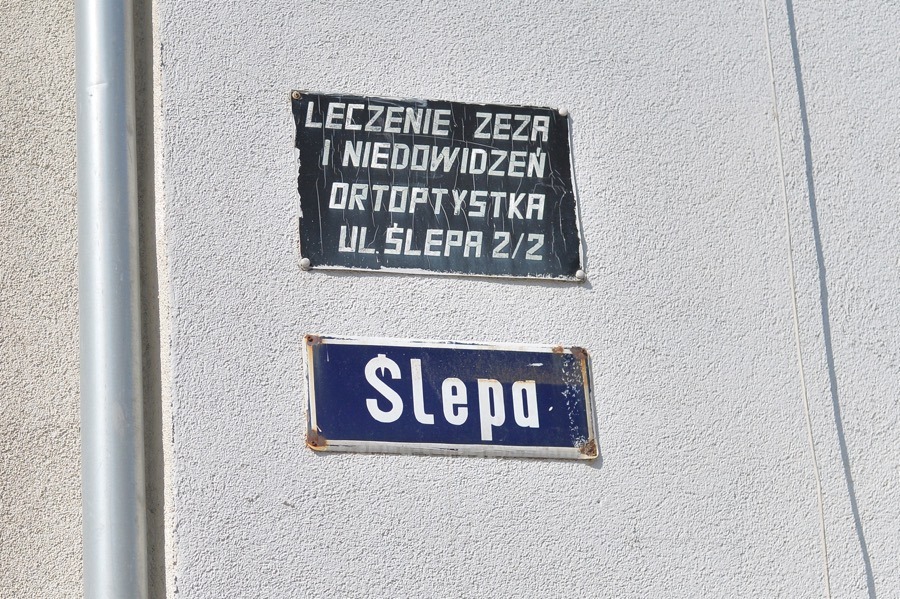 LECZENIE ZEZA
I NIEDOWIDZEŃ
ORTOPTYSTKA
UL. ŚLEPA 2/2
Ślepa